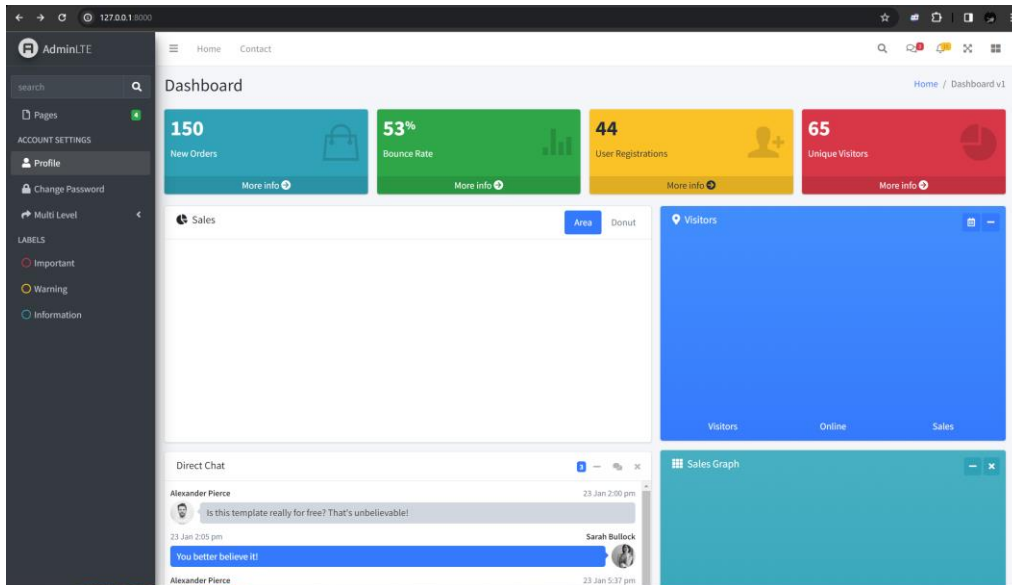 127.0.0.1:8000
AdminLTE
Home Contact
search
Pages
4
ACCOUNT SETTINGS
Profile
Change Password
Multi Level
LABELS
Important
Warning
Information
Dashboard
Home / Dashboard v1
150
New Orders
More info
53%
Bounce Rate
More info
44
User Registrations
More info
65
Unique Visitors
More info
Sales
Area Donut
Visitors
Visitors Online Sales
Direct Chat
3
Alexander Pierce 23 Jan 2:00 pm
Is this template really for free? That's unbelievable!
23 Jan 2:05 pm Sarah Bullock
You better believe it!
Alexander Pierce 23 Jan 5:37 pm
Sales Graph